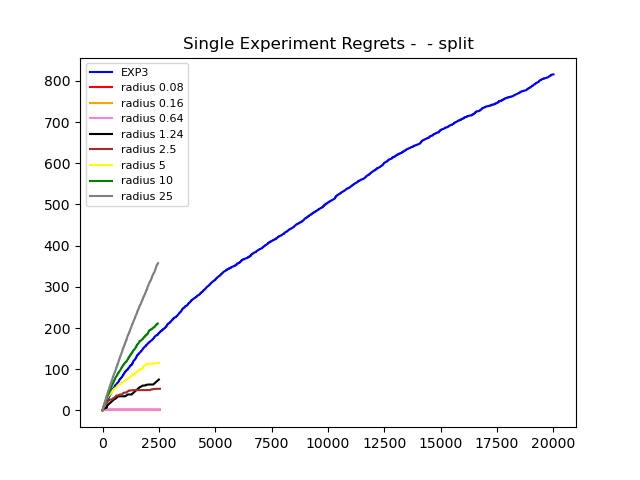 Single Experiment Regrets -  - split
EXP3
radius 0.08
radius 0.16
radius 0.64
radius 1.24
radius 2.5
radius 5
radius 10
radius 25
800
700
600
500
400
300
200
100
0
0 2500 5000 7500 10000 12500 15000 17500 20000